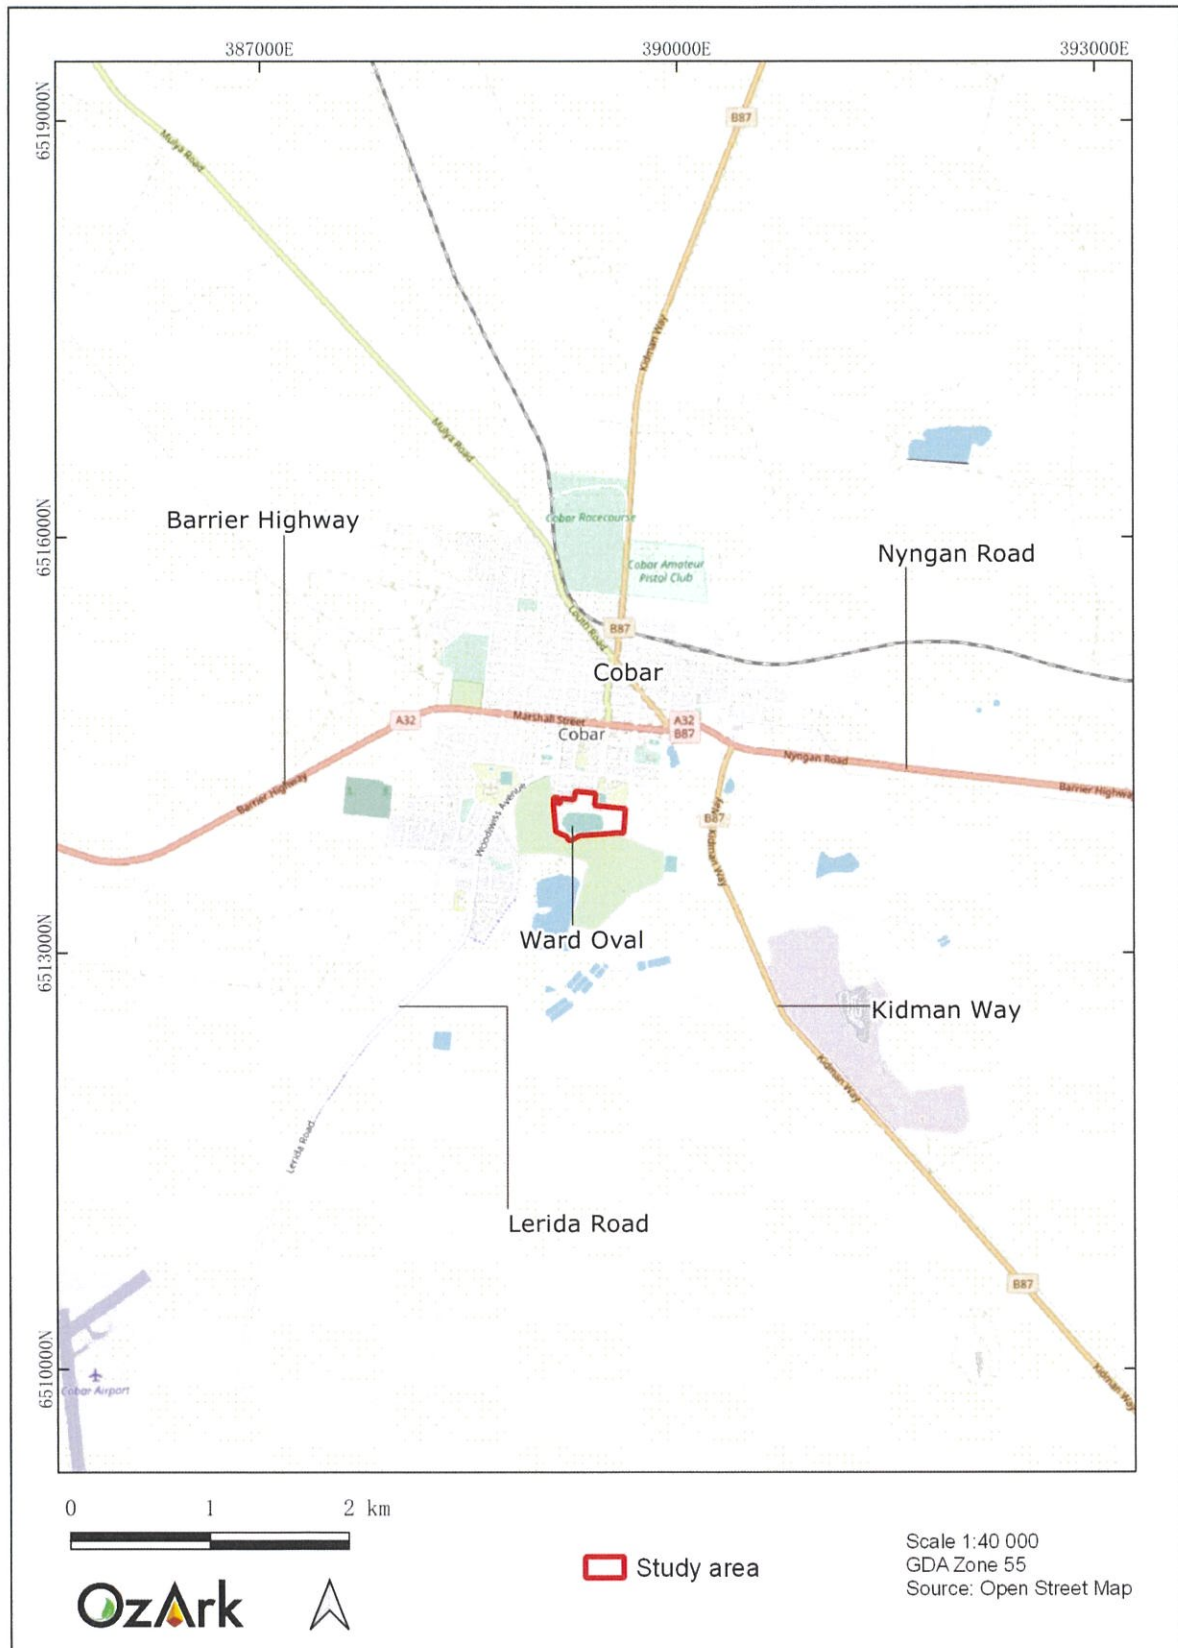 387000E
390000E
393000E
6519000N
B87
Mulya Road
Kidman Way
Mulya Road
Barrier Highway
6516000N
Cobar Racecourse
Nyngan Road
Cobar Amateur
Pistol Club
Louth Road
B87
Cobar
A32
Marshall Street
A32
B87
Cobar
Nyngan Road
Barrier Highway
Barrier Highway
Woodiwiss Avenue
Way
B87
Kidman Way
Ward Oval
6513000N
Kidman Way
Kidman Way
Lerida Road
Lerida Road
B87
6510000N
Cobar Airport
Kidman Way
0 1 2 km
Study area
Scale 1:40 000
GDA Zone 55
Source: Open Street Map
OzArk